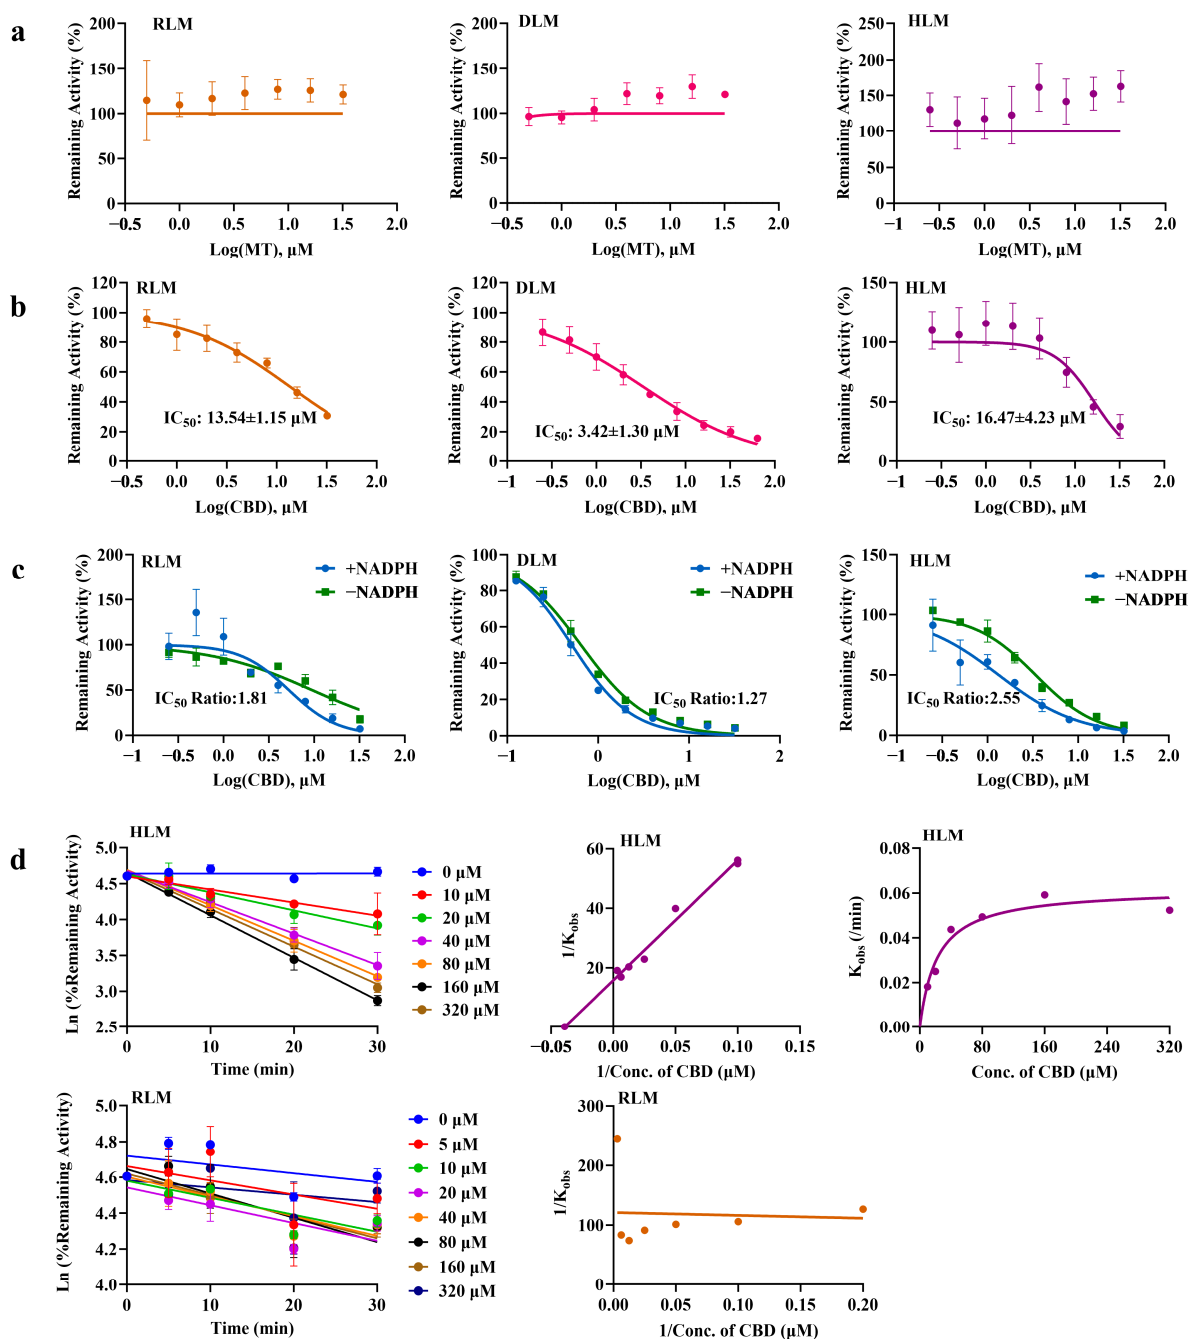 a
RLM
Remaining Activity (%)
200
150
100
50
0
−0.5 0.0 0.5 1.0 1.5 2.0
Log(MT), μM
DLM
Remaining Activity (%)
200
150
100
50
0
−0.5 0.0 0.5 1.0 1.5 2.0
Log(MT), μM
HLM
Remaining Activity (%)
250
200
150
100
50
0
−1 −0.5 0.0 0.5 1.0 1.5 2.0
Log(MT), μM
b
RLM
Remaining Activity (%)
120
100
80
60
40
20
0
IC50: 13.54±1.15 μM
−0.5 0.0 0.5 1.0 1.5 2.0
Log(CBD), μM
DLM
Remaining Activity (%)
120
100
80
60
40
20
0
IC50: 3.42±1.30 μM
−1 −0.5 0.0 0.5 1.0 1.5 2.0
Log(CBD), μM
HLM
Remaining Activity (%)
150
100
50
0
IC50: 16.47±4.23 μM
−1 −0.5 0.0 0.5 1.0 1.5 2.0
Log(CBD), μM
c
RLM
Remaining Activity (%)
200
150
100
50
0
+NADPH
−NADPH
IC50 Ratio:1.81
−1 −0.5 0.0 0.5 1.0 1.5 2.0
Log(CBD), μM
DLM
Remaining Activity (%)
100
80
60
40
20
0
+NADPH
−NADPH
IC50 Ratio:1.27
−1 0 1 2
Log(CBD), μM
HLM
Remaining Activity (%)
150
100
50
0
+NADPH
−NADPH
IC50 Ratio:2.55
−1 −0.5 0.0 0.5 1.0 1.5 2.0
Log(CBD), μM
d
HLM
Ln (%Remaining Activity)
5.0
4.5
4.0
3.5
3.0
2.5
0 10 20 30
Time (min)
0 μM
10 μM
20 μM
40 μM
80 μM
160 μM
320 μM
HLM
1/Kobs
60
40
20
−0.05 0.00 0.05 0.10 0.15
1/Conc. of CBD (μM)
HLM
Kobs (/min)
0.08
0.06
0.04
0.02
0.00
0 80 160 240 320
Conc. of CBD (μM)
RLM
Ln (%Remaining Activity)
5.0
4.8
4.6
4.4
4.2
4.0
0 10 20 30
Time (min)
0 μM
5 μM
10 μM
20 μM
40 μM
80 μM
160 μM
320 μM
RLM
1/Kobs
300
200
100
0
0.00 0.05 0.10 0.15 0.20
1/Conc. of CBD (μM)